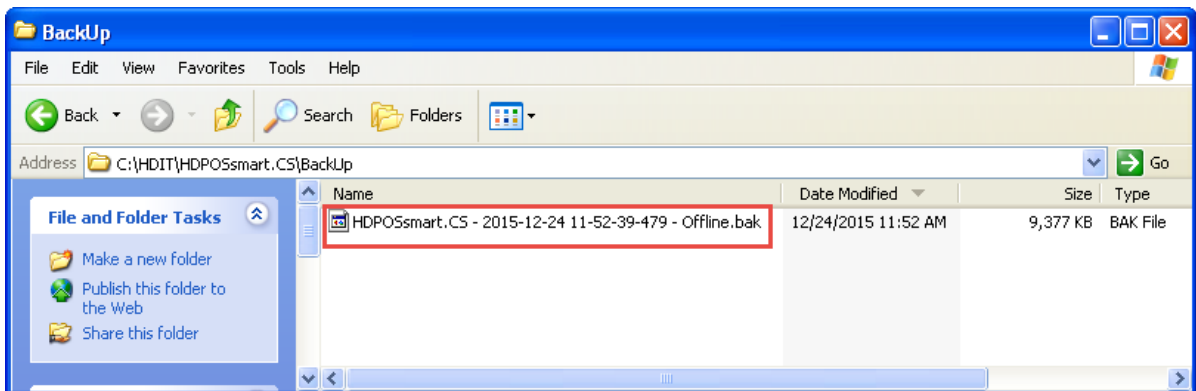 BackUp
File Edit View Favorites Tools Help
Back Search Folders
Address C:\HDIT\HDPOSsmart.CS\BackUp Go
Name Date Modified Size Type
HDPOSsmart.CS - 2015-12-24 11-52-39-479 - Offline.bak 12/24/2015 11:52 AM 9,377 KB BAK File
File and Folder Tasks
Make a new folder
Publish this folder to
the Web
Share this folder